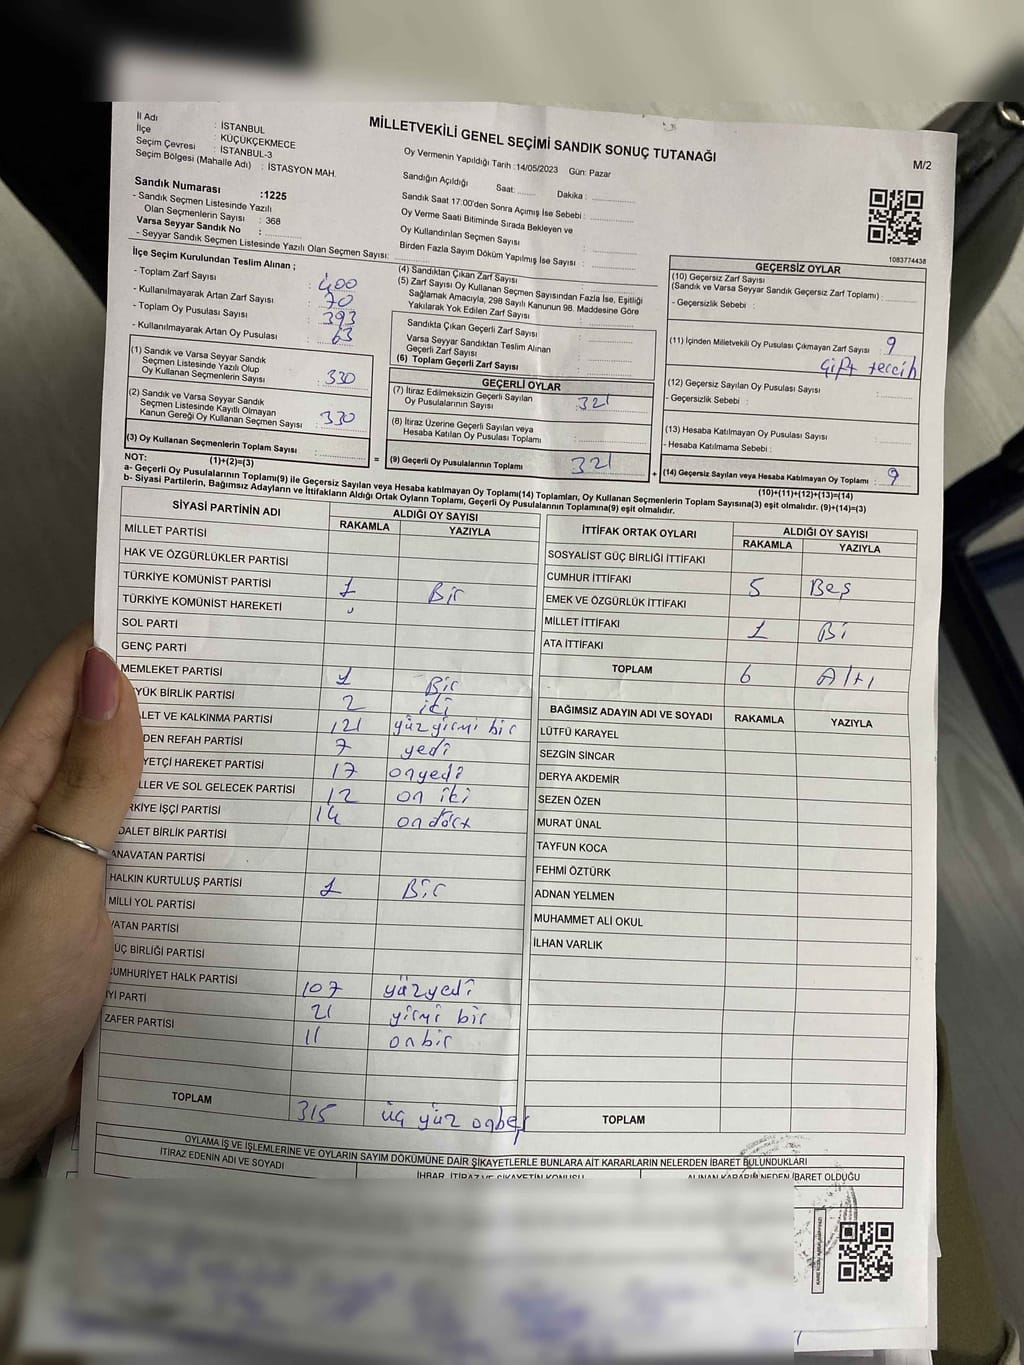 MİLLETVEKİLİ GENEL SEÇİMİ SANDIK SONUÇ TUTANAĞI
M/2
İl Adı : İSTANBUL
İlçe : KÜÇÜKÇEKMECE
Seçim Çevresi : İSTANBUL-3
Seçim Bölgesi (Mahalle Adı) : İSTASYON MAH.
Sandık Numarası :1225
- Sandık Seçmen Listesinde Yazılı
Olan Seçmenlerin Sayısı : 368
Varsa Seyyar Sandık No :
- Seyyar Sandık Seçmen Listesinde Yazılı Olan Seçmen Sayısı:
Oy Vermenin Yapıldığı Tarih :14/05/2023 Gün: Pazar
Sandığın Açıldığı Saat: Dakika :
Sandık Saat 17:00'den Sonra Açımış İse Sebebi :
Oy Verme Saati Bitiminde Sırada Bekleyen ve
Oy Kullandırılan Seçmen Sayısı :
Birden Fazla Sayım Döküm Yapılmış İse Sayısı :
1083774438
İlçe Seçim Kurulundan Teslim Alınan ;
- Toplam Zarf Sayısı : 400
- Kullanılmayarak Artan Zarf Sayısı : 70
- Toplam Oy Pusulası Sayısı : 393
- Kullanılmayarak Artan Oy Pusulası : 63
(1) Sandık ve Varsa Seyyar Sandık
Seçmen Listesinde Yazılı Olup
Oy Kullanan Seçmenlerin Sayısı : 330
(2) Sandık ve Varsa Seyyar Sandık
Seçmen Listesinde Kayıtlı Olmayan
Kanun Gereği Oy Kullanan Seçmen Sayısı : 330
(3) Oy Kullanan Seçmenlerin Toplam Sayısı :
(1)+(2)=(3)
(4) Sandıktan Çıkan Zarf Sayısı :
(5) Zarf Sayısı Oy Kullanan Seçmen Sayısından Fazla İse, Eşitliği
Sağlamak Amacıyla, 298 Sayılı Kanunun 98. Maddesine Göre
Yakılarak Yok Edilen Zarf Sayısı :
Sandıkta Çıkan Geçerli Zarf Sayısı
Varsa Seyyar Sandıktan Teslim Alınan
Geçerli Zarf Sayısı :
(6) Toplam Geçerli Zarf Sayısı :
GEÇERLİ OYLAR
(7) İtiraz Edilmeksizin Geçerli Sayılan
Oy Pusulalarının Sayısı : 321
(8) İtiraz Üzerine Geçerli Sayılan veya
Hesaba Katılan Oy Pusulası Toplamı :
= (9) Geçerli Oy Pusulalarının Toplamı : 321 +
GEÇERSİZ OYLAR
(10) Geçersiz Zarf Sayısı
(Sandık ve Varsa Seyyar Sandık Geçersiz Zarf Toplamı) :
- Geçersizlik Sebebi :
(11) İçinden Milletvekili Oy Pusulası Çıkmayan Zarf Sayısı : 9
Çift tercih
(12) Geçersiz Sayılan Oy Pusulası Sayısı :
- Geçersizlik Sebebi :
(13) Hesaba Katılmayan Oy Pusulası Sayısı :
- Hesaba Katılmama Sebebi :
(14) Geçersiz Sayılan veya Hesaba Katılmayan Oy Toplamı : 9
(10)+(11)+(12)+(13)=(14)
NOT:
a- Geçerli Oy Pusulalarının Toplamı(9) ile Geçersiz Sayılan veya Hesaba katılmayan Oy Toplamı(14) Toplamları, Oy Kullanan Seçmenlerin Toplam Sayısına(3) eşit olmalıdır. (9)+(14)=(3)
b- Siyasi Partilerin, Bağımsız Adayların ve İttifakların Aldığı Ortak Oyların Toplamı, Geçerli Oy Pusulalarının Toplamına(9) eşit olmalıdır.
SİYASİ PARTİNİN ADI ALDIĞI OY SAYISI
RAKAMLA YAZIYLA
MİLLET PARTİSİ
HAK VE ÖZGÜRLÜKLER PARTİSİ
TÜRKİYE KOMÜNİST PARTİSİ 1 Bir
TÜRKİYE KOMÜNİST HAREKETİ
SOL PARTİ
GENÇ PARTİ
MEMLEKET PARTİSİ 1 Bir
YÜK BİRLİK PARTİSİ 2 iki
LET VE KALKINMA PARTİSİ 121 yüz yirmi bir
DEN REFAH PARTİSİ 7 yedi
YETÇİ HAREKET PARTİSİ 17 onyedi
LLER VE SOL GELECEK PARTİSİ 12 on iki
RKİYE İŞÇİ PARTİSİ 14 ondört
DALET BİRLİK PARTİSİ
ANAVATAN PARTİSİ
HALKIN KURTULUŞ PARTİSİ 1 Bir
MİLLİ YOL PARTİSİ
VATAN PARTİSİ
ÜÇ BİRLİĞİ PARTİSİ
CUMHURİYET HALK PARTİSİ 107 yüzyedi
İYİ PARTİ 21 yirmi bir
ZAFER PARTİSİ 11 onbir
TOPLAM 315 üç yüz onbeş
İTTİFAK ORTAK OYLARI ALDIĞI OY SAYISI
RAKAMLA YAZIYLA
SOSYALİST GÜÇ BİRLİĞİ İTTİFAKI
CUMHUR İTTİFAKI 5 Beş
EMEK VE ÖZGÜRLÜK İTTİFAKI
MİLLET İTTİFAKI 1 Bi
ATA İTTİFAKI
TOPLAM 6 Altı
BAĞIMSIZ ADAYIN ADI VE SOYADI RAKAMLA YAZIYLA
LÜTFÜ KARAYEL
SEZGİN SİNCAR
DERYA AKDEMİR
SEZEN ÖZEN
MURAT ÜNAL
TAYFUN KOCA
FEHMİ ÖZTÜRK
ADNAN YELMEN
MUHAMMET ALİ OKUL
İLHAN VARLIK
TOPLAM
OYLAMA İŞ VE İŞLEMLERİNE VE OYLARIN SAYIM DÖKÜMÜNE DAİR ŞİKAYETLERLE BUNLARA AİT KARARLARIN NELERDEN İBARET BULUNDUKLARI
İTİRAZ EDENİN ADI VE SOYADI İHBAR, İTİRAZ VE ŞİKAYETİN KONUSU ALINAN KARARIN NEDEN İBARET OLDUĞU